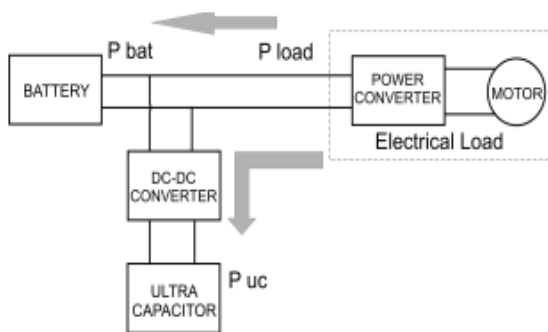 P bat
P load
BATTERY
POWER
CONVERTER
MOTOR
Electrical Load
DC-DC
CONVERTER
P uc
ULTRA
CAPACITOR